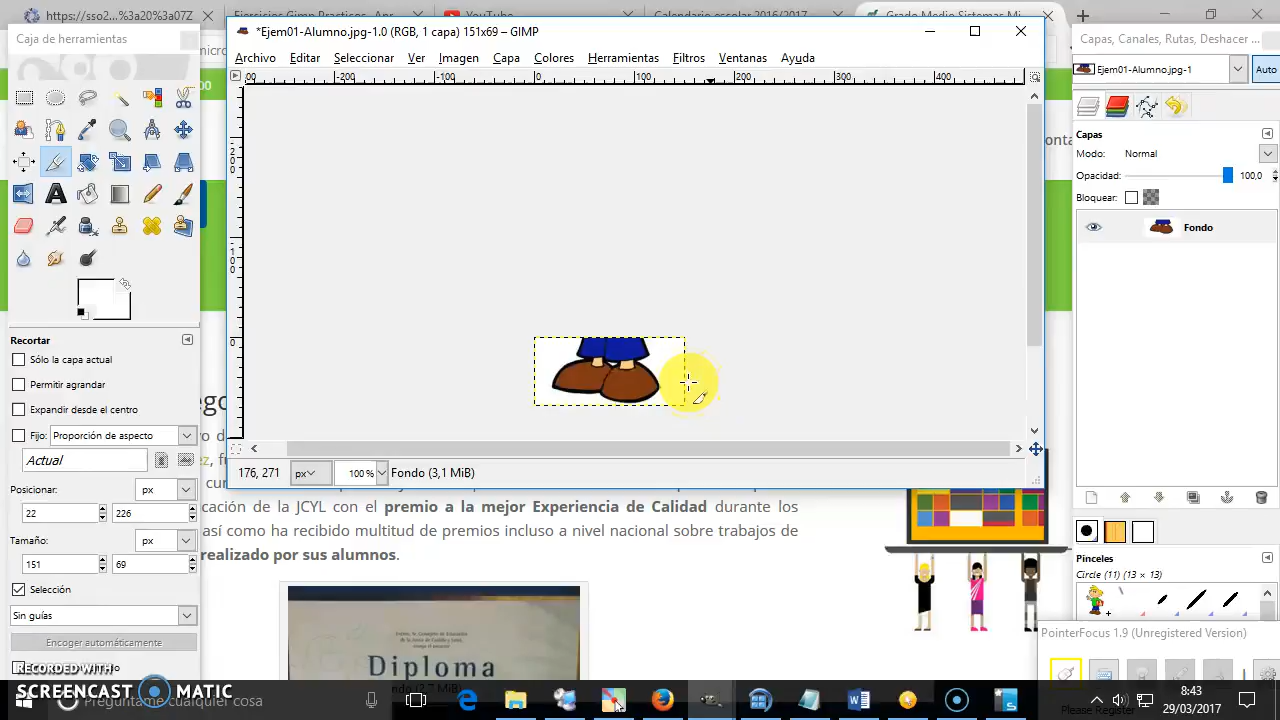 https://so2...%3a%3a07Z
Ejercicios Gimp Practicos - Apr
YouTube
Calendario escolar 2016/2017
Grado Medio Sistemas Mi
Caja de herramientas
*Ejem01-Alumno.jpg-1.0 (RGB, 1 capa) 151x69 – GIMP
Capas, Canales, Rutas, Deshacer ...
Archivo Editar Seleccionar Ver Imagen Capa Colores Herramientas Filtros Ventanas Ayuda
Ejem01-Alumno.jpg-1
Auto
-200 -100 0 100 200 300 400
Capas
Modo: Normal
Opacidad: 100,0
Bloquear:
Fondo
Recortar
Sólo la capa actual
Permitir agrandar
Expandir desde el centro
Fijo: Proporción de aspecto
Actual
Posicionar: px
22 226
Tamaño: px
151 69
Selección
Sin guías
Encoger automáticamente
176, 271 px 100 % Fondo (3,1 MiB)
cación de la JCYL con el premio a la mejor Experiencia de Calidad durante los
así como ha recibido multitud de premios incluso a nivel nacional sobre trabajos de
realizado por sus alumnos.
Diploma
Pinceles
Circle (11) (13 × 13)
PointerFocus 1.9 (Unregistered Version)
RECORDED WITH
SCREENCAST MATIC
Preguntame cualquier cosa
Please Register
29/03/2017